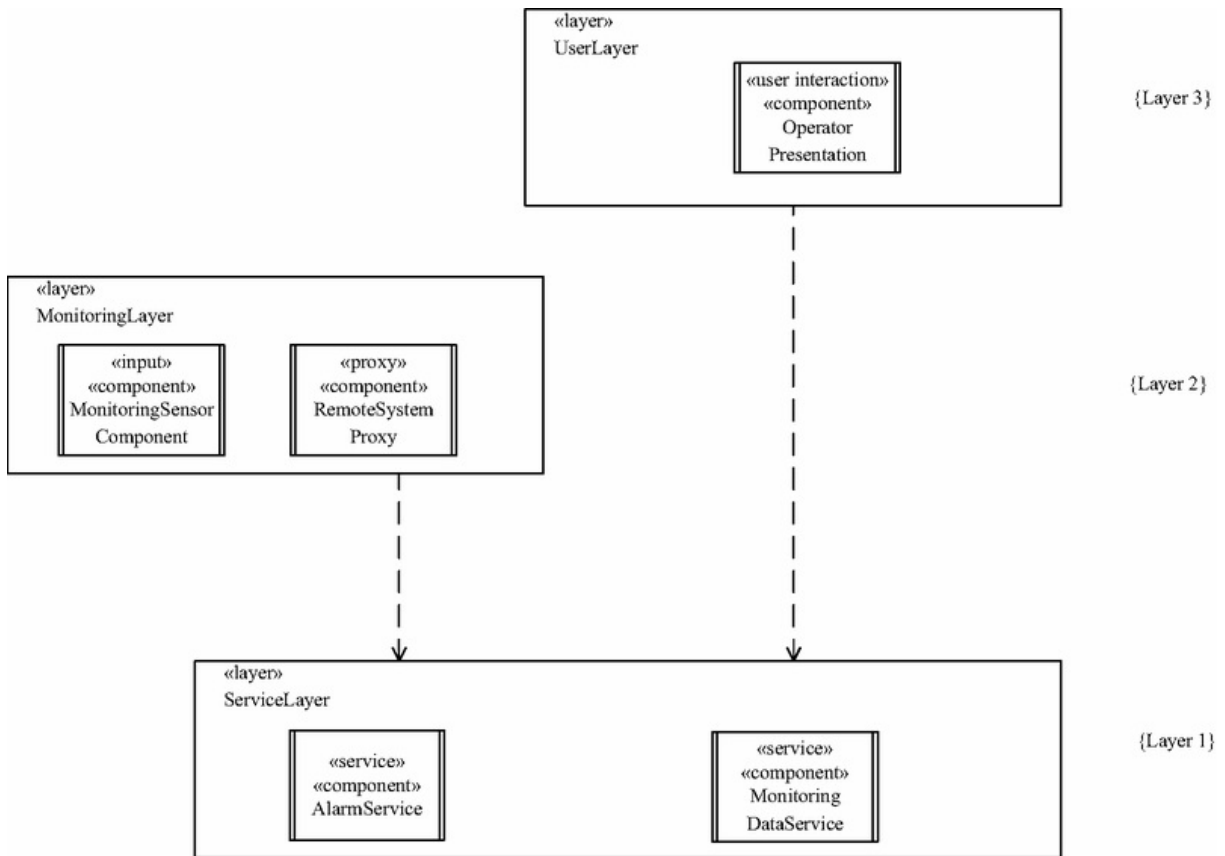 «layer»
UserLayer
«user interaction»
«component»
Operator
Presentation
{Layer 3}
«layer»
MonitoringLayer
«input»
«component»
MonitoringSensor
Component
«proxy»
«component»
RemoteSystem
Proxy
{Layer 2}
«layer»
ServiceLayer
«service»
«component»
AlarmService
«service»
«component»
Monitoring
DataService
{Layer 1}